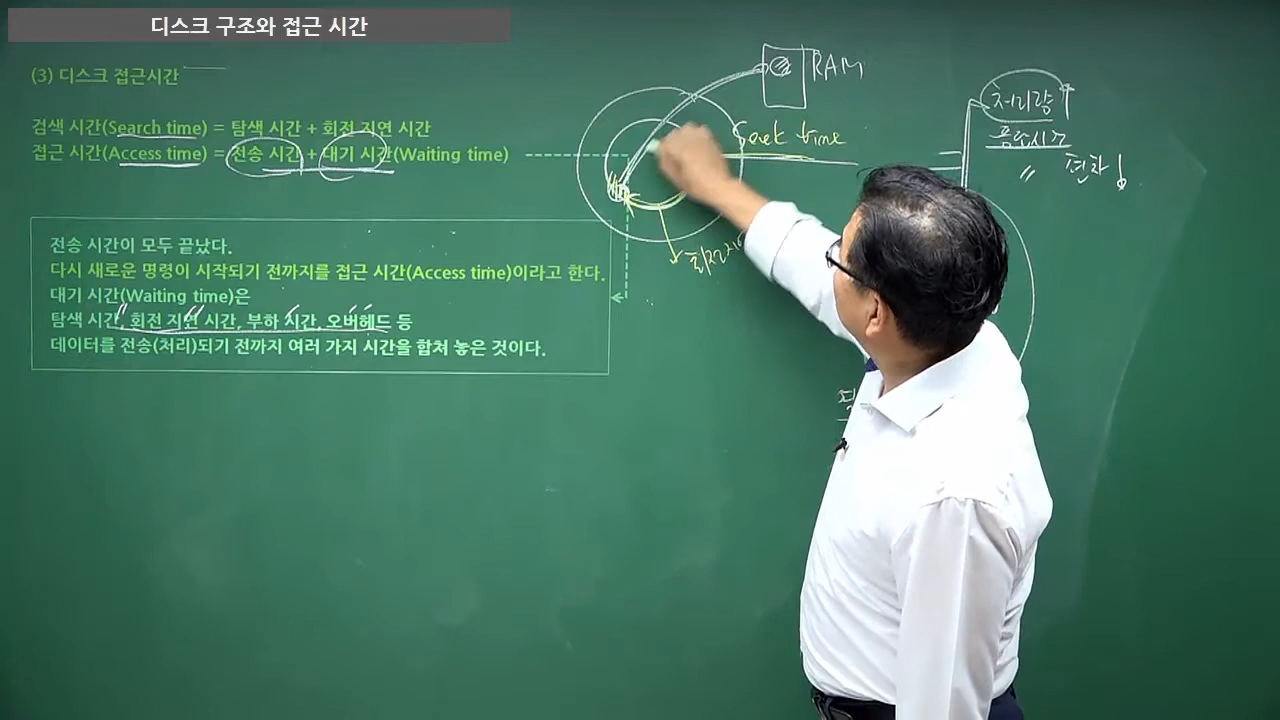 디스크 구조와 접근 시간
(3) 디스크 접근시간
검색 시간(Search time) = 탐색 시간 + 회전 지연 시간
접근 시간(Access time) = 전송 시간 + 대기 시간(Waiting time)
전송 시간이 모두 끝났다.
다시 새로운 명령이 시작되기 전까지를 접근 시간(Access time)이라고 한다.
대기 시간(Waiting time)은
탐색 시간, 회전 지연 시간, 부하 시간, 오버헤드 등
데이터를 전송(처리)되기 전까지 여러 가지 시간을 합쳐 놓은 것이다.
RAM
Seek time
처리량↑
〃 편차↓